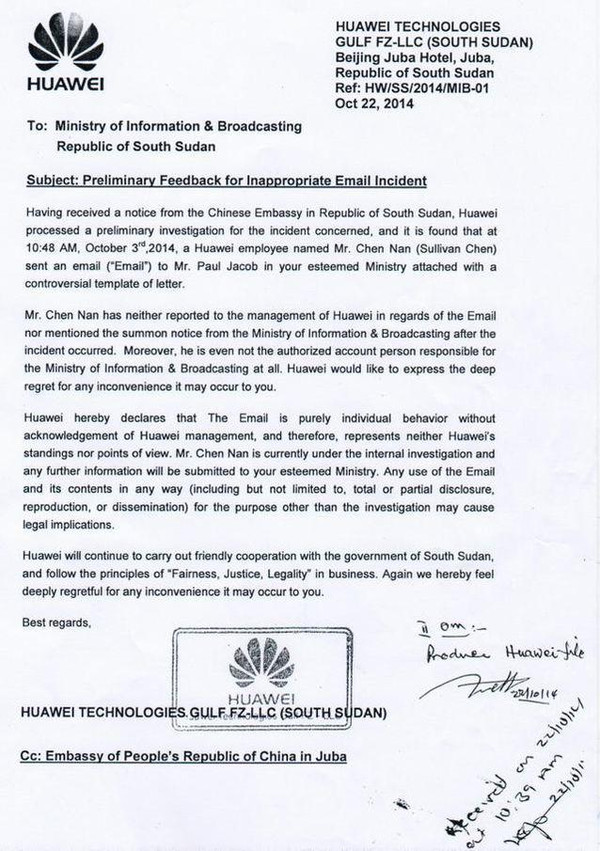 HUAWEI
HUAWEI TECHNOLOGIES
GULF FZ-LLC (SOUTH SUDAN)
Beijing Juba Hotel, Juba,
Republic of South Sudan
Ref: HW/SS/2014/MIB-01
Oct 22, 2014
To: Ministry of Information & Broadcasting
Republic of South Sudan
Subject: Preliminary Feedback for Inappropriate Email Incident
Having received a notice from the Chinese Embassy in Republic of South Sudan, Huawei
processed a preliminary investigation for the incident concerned, and it is found that at
10:48 AM, October 3rd,2014, a Huawei employee named Mr. Chen Nan (Sullivan Chen)
sent an email ("Email") to Mr. Paul Jacob in your esteemed Ministry attached with a
controversial template of letter.
Mr. Chen Nan has neither reported to the management of Huawei in regards of the Email
nor mentioned the summon notice from the Ministry of Information & Broadcasting after the
incident occurred. Moreover, he is even not the authorized account person responsible for
the Ministry of Information & Broadcasting at all. Huawei would like to express the deep
regret for any inconvenience it may occur to you.
Huawei hereby declares that The Email is purely individual behavior without
acknowledgement of Huawei management, and therefore, represents neither Huawei's
standings nor points of view. Mr. Chen Nan is currently under the internal investigation and
any further information will be submitted to your esteemed Ministry. Any use of the Email
and its contents in any way (including but not limited to, total or partial disclosure,
reproduction, or dissemination) for the purpose other than the investigation may cause
legal implications.
Huawei will continue to carry out friendly cooperation with the government of South Sudan,
and follow the principles of "Fairness, Justice, Legality" in business. Again we hereby feel
deeply regretful for any inconvenience it may occur to you.
Best regards,
HUAWEI
HUAWEI TECHNOLOGIES GULF FZ-LLC (SOUTH SUDAN)
Cc: Embassy of People's Republic of China in Juba
II om:-
Produce Huawei file
22/10/14
Received on 22/10/14
at 10:39 am